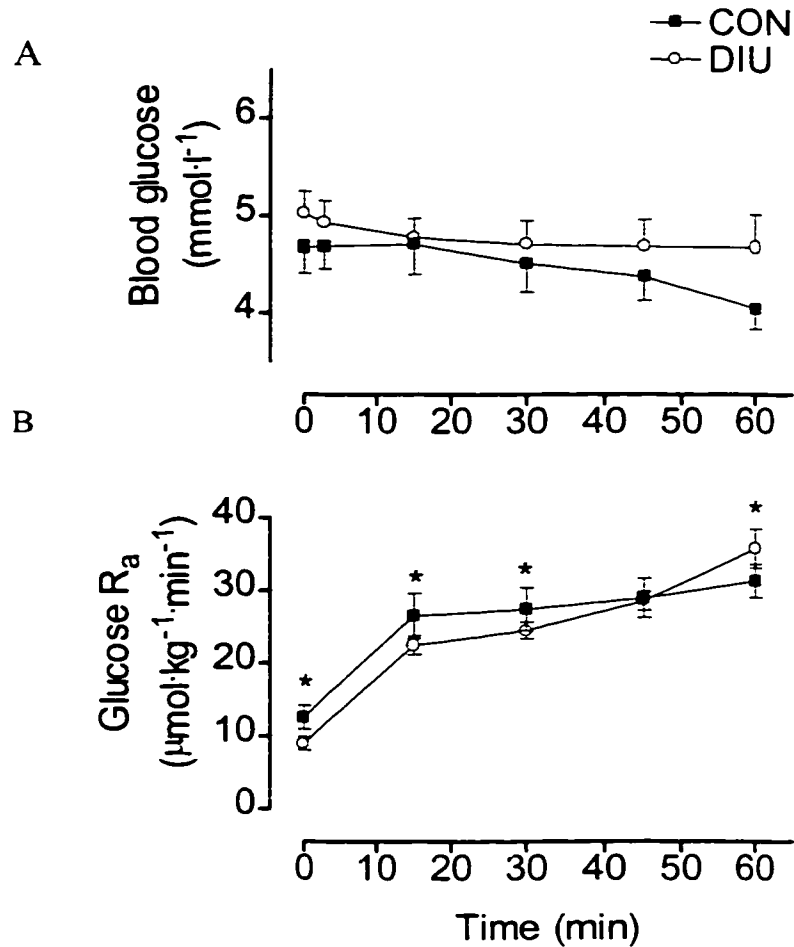 CON
DIU
A
Blood glucose
(mmol·l⁻¹)
6
5
4
0 10 20 30 40 50 60
B
Glucose Rₐ
(μmol·kg⁻¹·min⁻¹)
40
30
20
10
0
* * * *
0 10 20 30 40 50 60
Time (min)